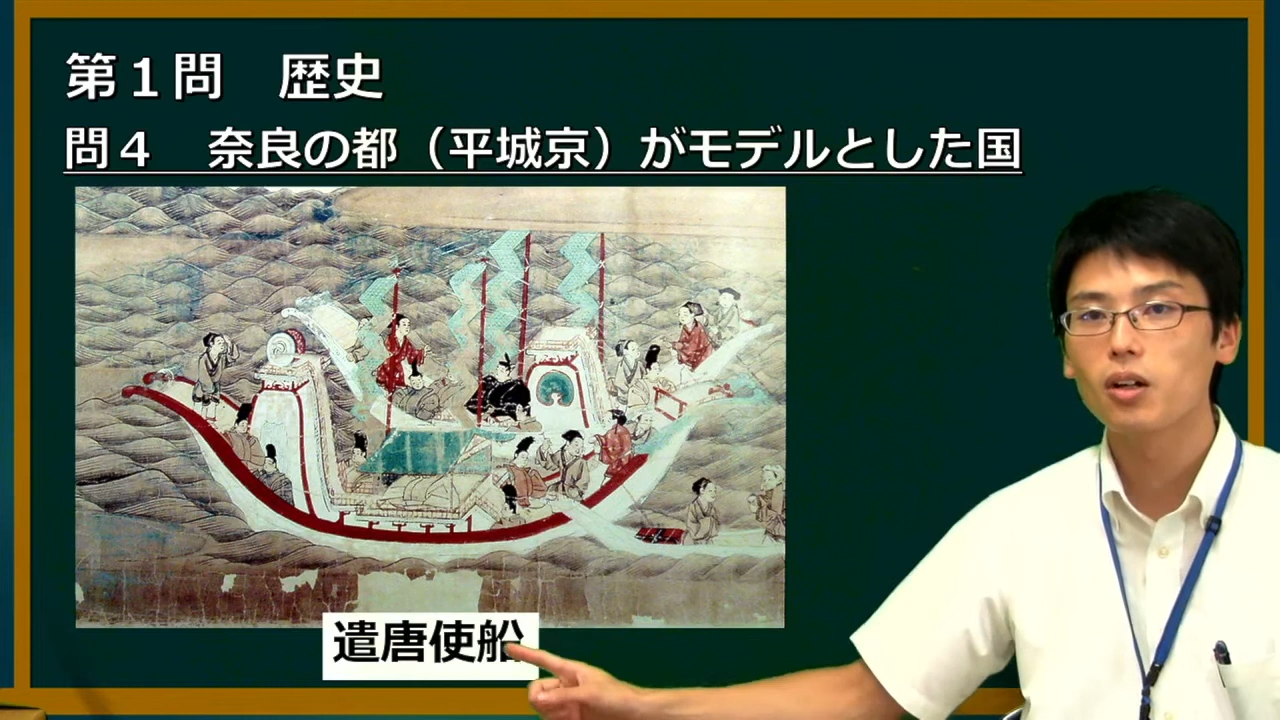 第１問　歴史
問４　奈良の都（平城京）がモデルとした国
遣唐使船